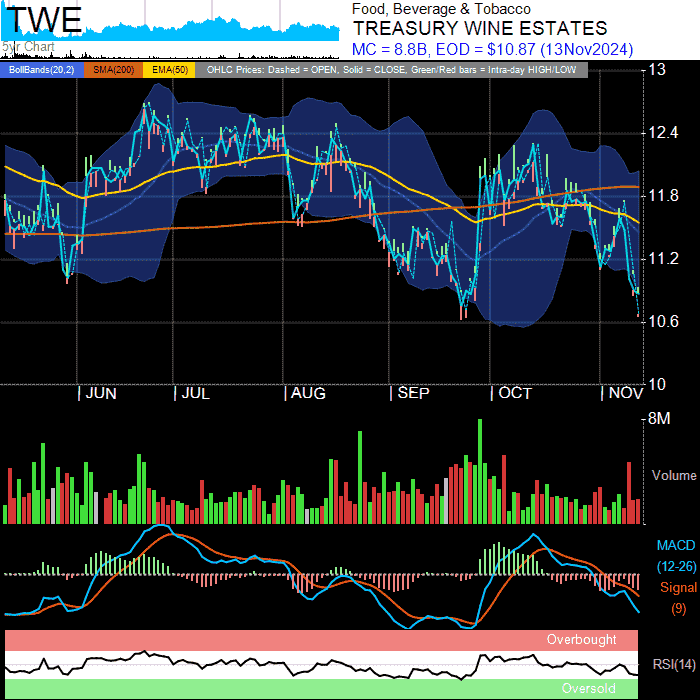 TWE
5yr Chart
Food, Beverage & Tobacco
TREASURY WINE ESTATES
MC = 8.8B, EOD = $10.87 (13Nov2024)
BollBands(20,2) SMA(200) EMA(50) OHLC Prices: Dashed = OPEN, Solid = CLOSE, Green/Red bars = Intra-day HIGH/LOW
13
12.4
11.8
11.2
10.6
10
| JUN | JUL | AUG | SEP | OCT | NOV
8M
Volume
MACD
(12-26)
Signal
(9)
Overbought
RSI(14)
Oversold